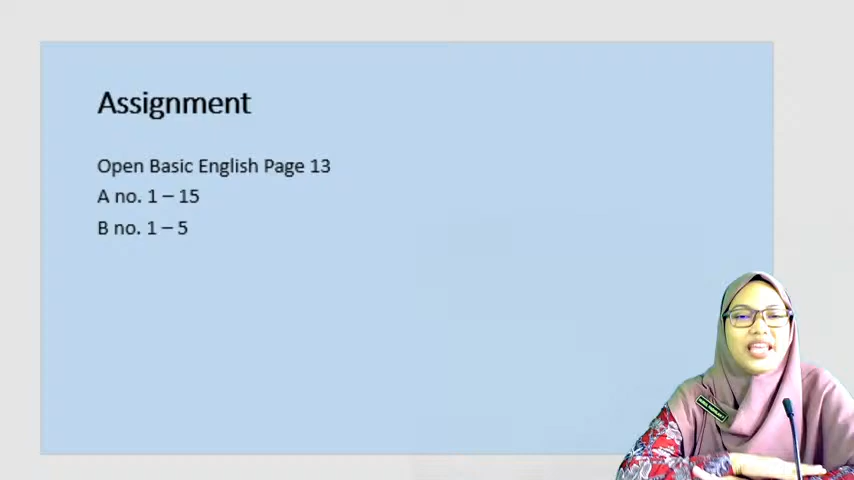 Assignment
Open Basic English Page 13
A no. 1 – 15
B no. 1 – 5